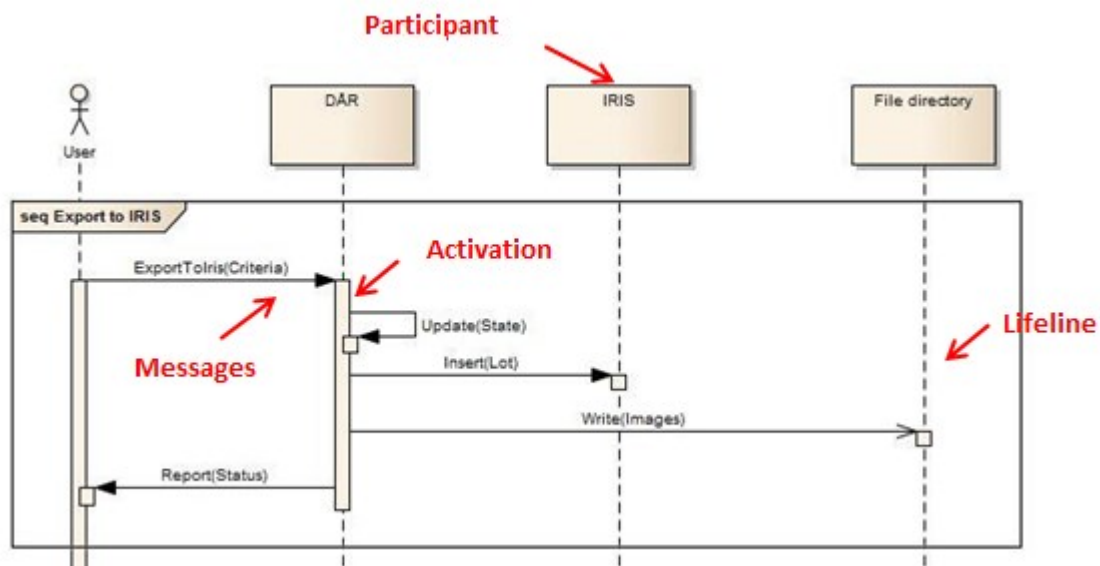 Participant
DÅR
IRIS
File directory
User
seq Export to IRIS
Activation
ExportToIris(Criteria)
Update(State)
Lifeline
Messages
Insert(Lot)
Write(Images)
Report(Status)